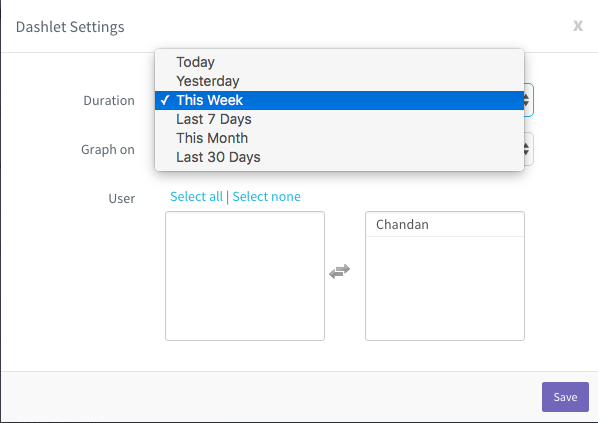 Dashlet Settings
x
Today
Yesterday
Duration
✓ This Week
Last 7 Days
This Month
Graph on
Last 30 Days
User
Select all | Select none
Chandan
Save